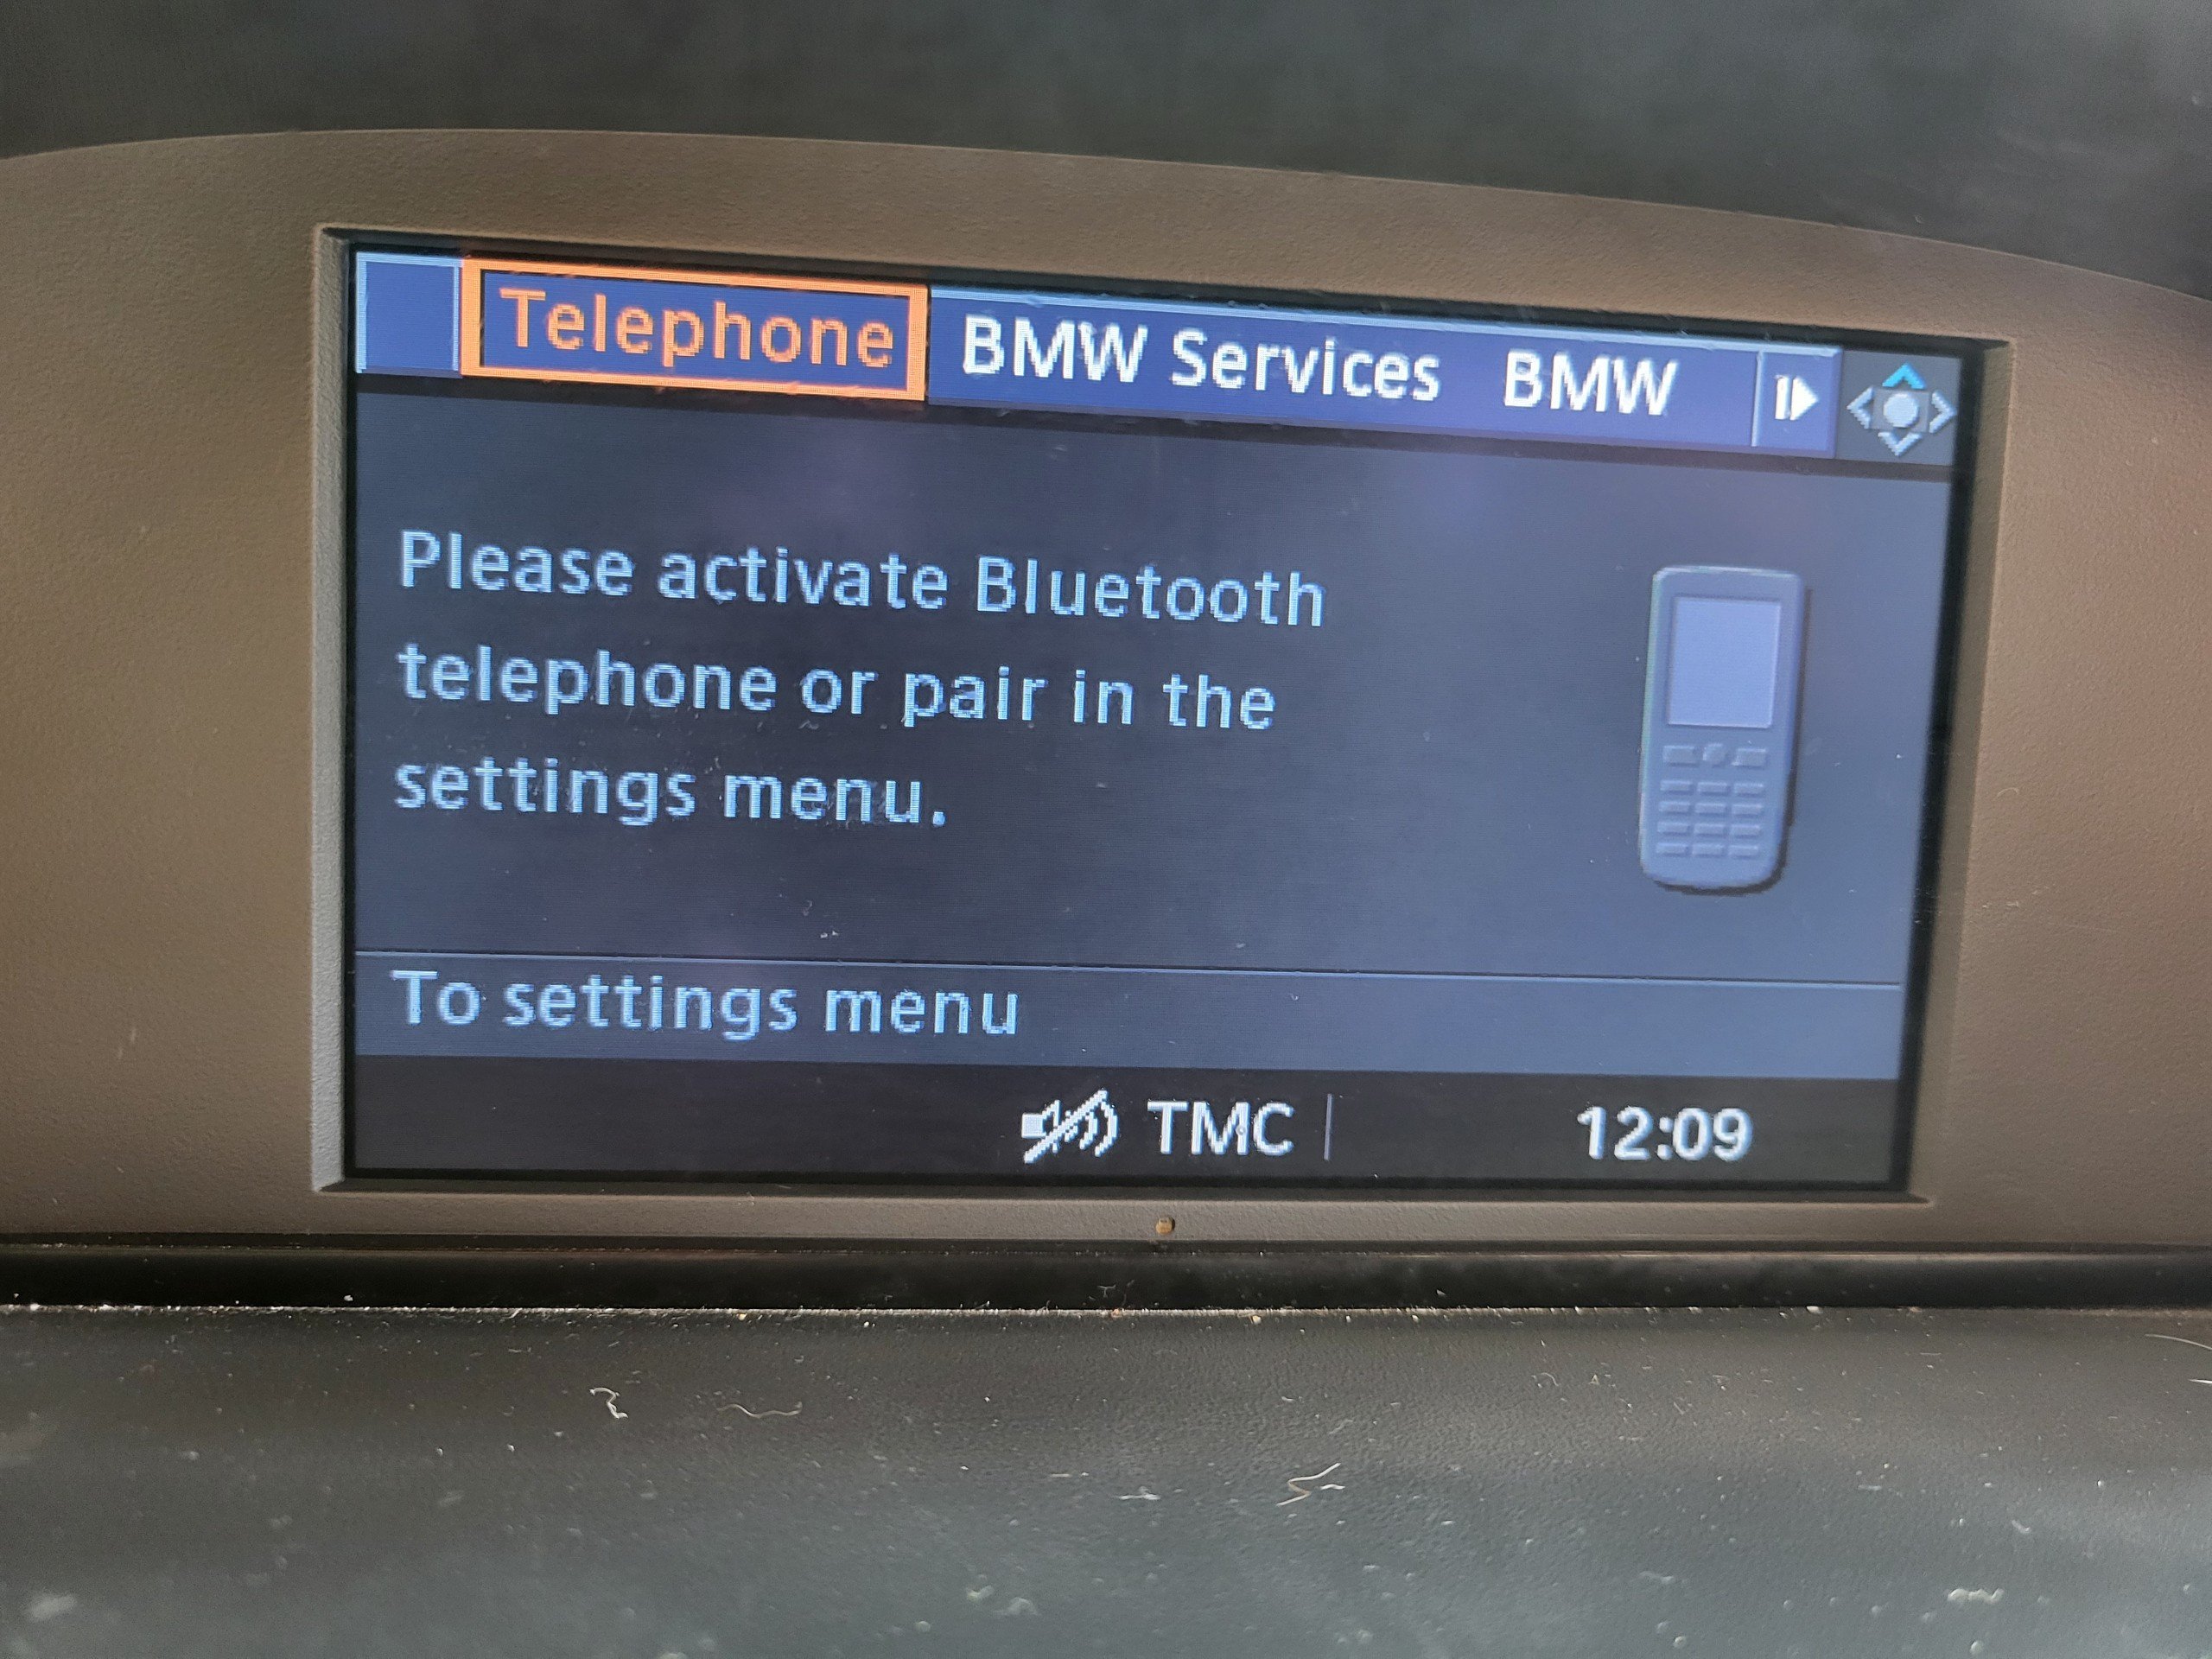 Telephone BMW Services BMW
Please activate Bluetooth
telephone or pair in the
settings menu.
To settings menu
TMC 12:09